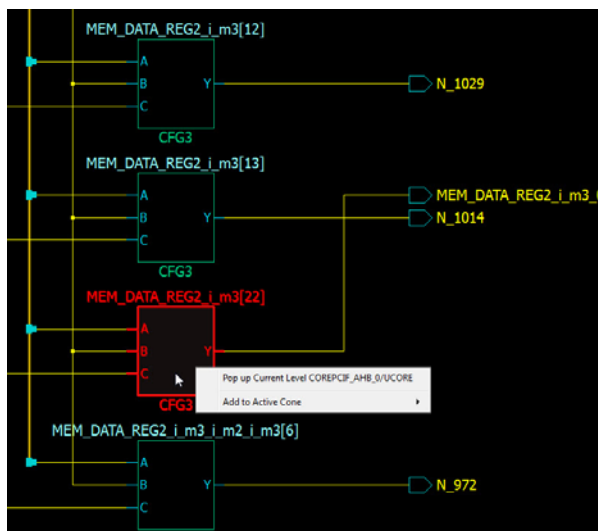 MEM_DATA_REG2_i_m3[12]
A
B Y N_1029
C
CFG3
MEM_DATA_REG2_i_m3[13]
A MEM_DATA_REG2_i_m3_
B Y N_1014
C
CFG3
MEM_DATA_REG2_i_m3[22]
A
B Y
C
Pop up Current Level COREPCIF_AHB_0/UCORE
CFG3
Add to Active Cone
MEM_DATA_REG2_i_m3_i_m2_i_m3[6]
A
B Y N_972
C